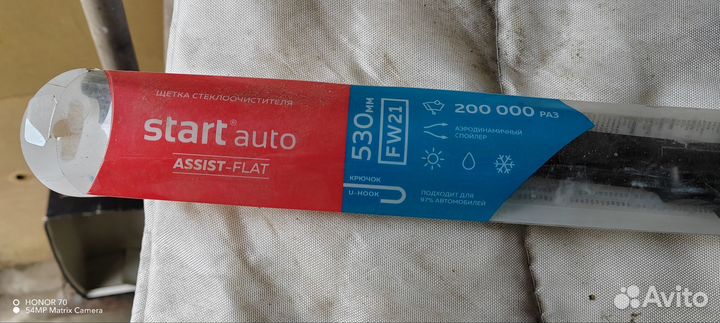 ЩЕТКА СТЕКЛООЧИСТИТЕЛЯ
start® auto
ASSIST-FLAT
530 мм
FW21
КРЮЧОК
U-HOOK
200 000 РАЗ
АЭРОДИНАМИЧНЫЙ
СПОЙЛЕР
ПОДХОДИТ ДЛЯ
97% АВТОМОБИЛЕЙ
HONOR 70
54MP Matrix Camera
Avito